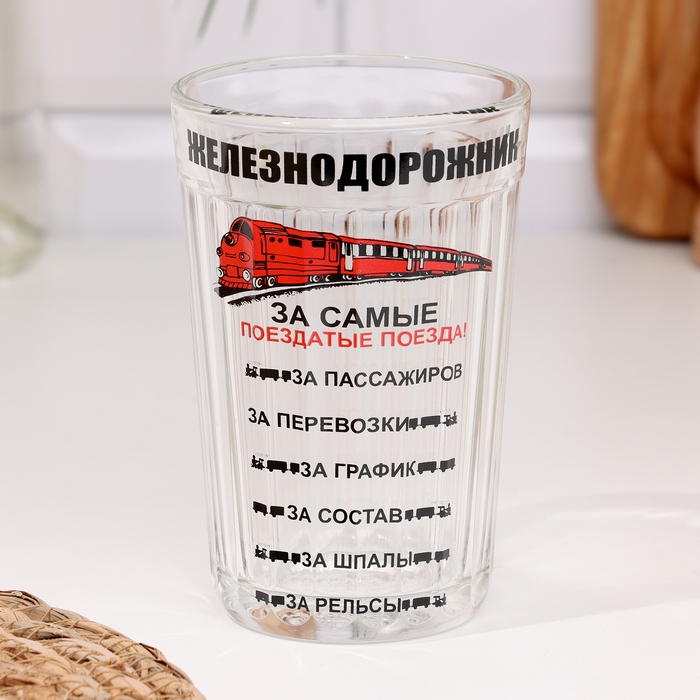 ЖЕЛЕЗНОДОРОЖНИК
ЗА САМЫЕ
ПОЕЗДАТЫЕ ПОЕЗДА!
ЗА ПАССАЖИРОВ
ЗА ПЕРЕВОЗКИ
ЗА ГРАФИК
ЗА СОСТАВ
ЗА ШПАЛЫ
ЗА РЕЛЬСЫ